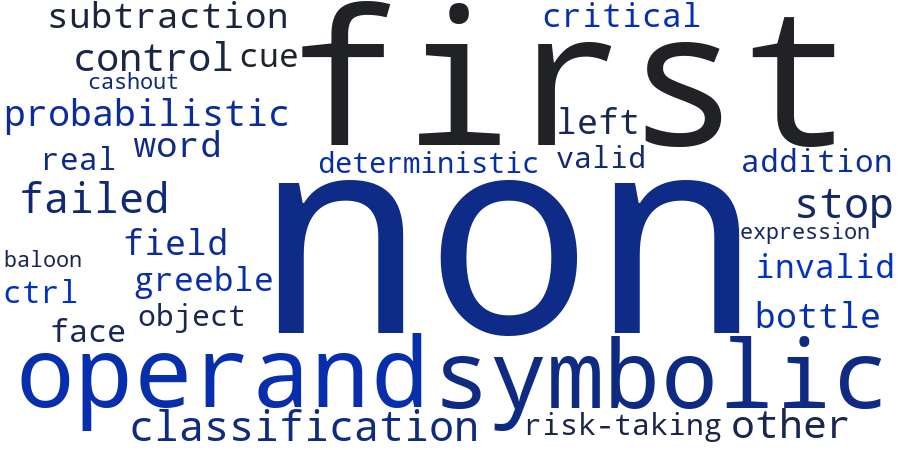 subtraction
critical
first
control
cue
cashout
probabilistic
left
word
real
deterministic
valid
addition
non
failed
stop
field
expression
baloon
greeble
invalid
ctrl
object
bottle
face
operand
symbolic
classification
risk-taking
other